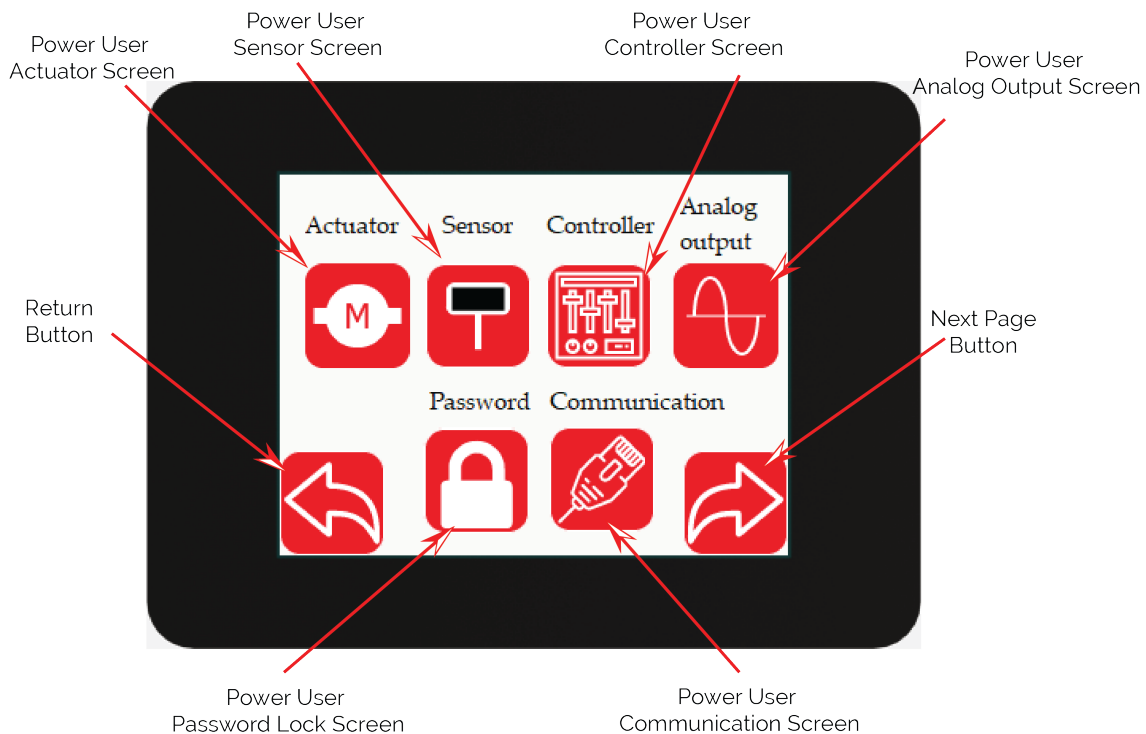 Power User
Sensor Screen
Power User
Controller Screen
Power User
Actuator Screen
Power User
Analog Output Screen
Actuator
Sensor
Controller
Analog
output
M
Return
Button
Next Page
Button
Password
Communication
Power User
Password Lock Screen
Power User
Communication Screen